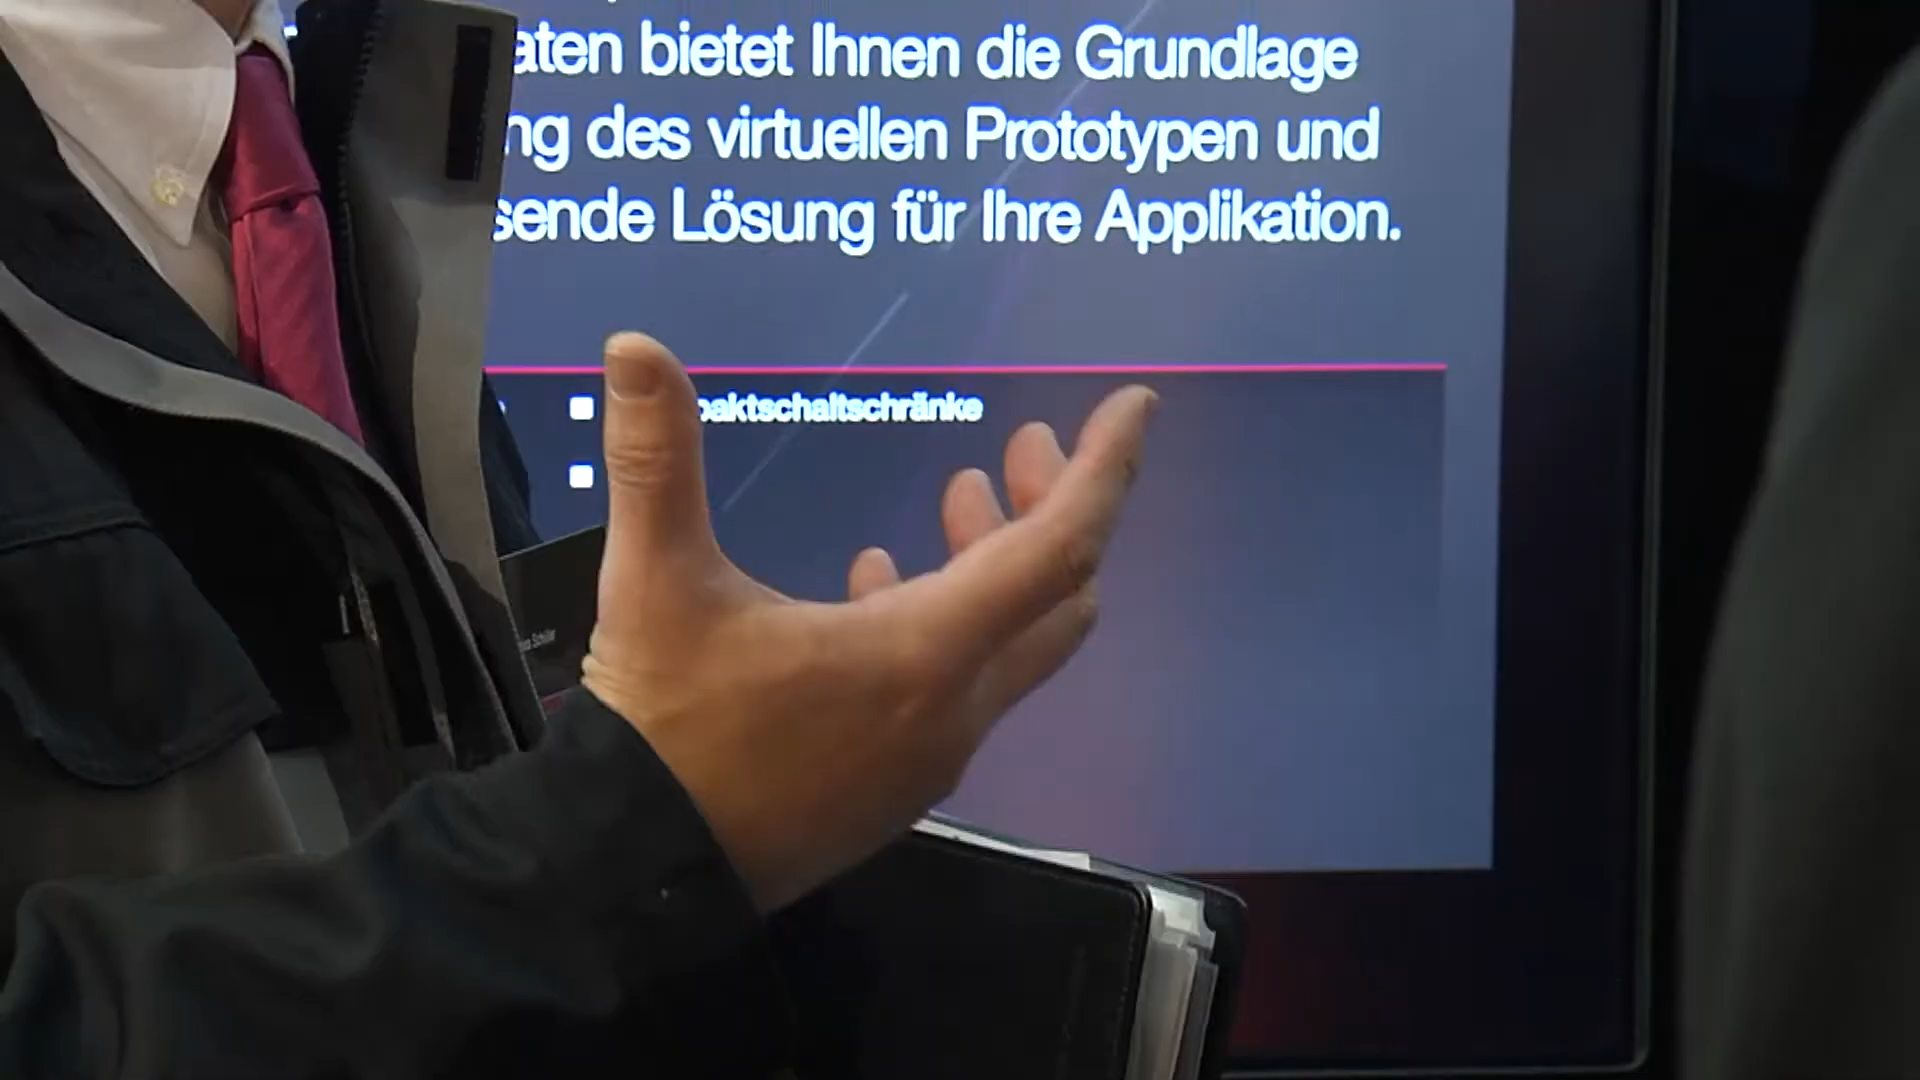 aten bietet Ihnen die Grundlage
ng des virtuellen Prototypen und
sende Lösung für Ihre Applikation.
paktschaltschränke